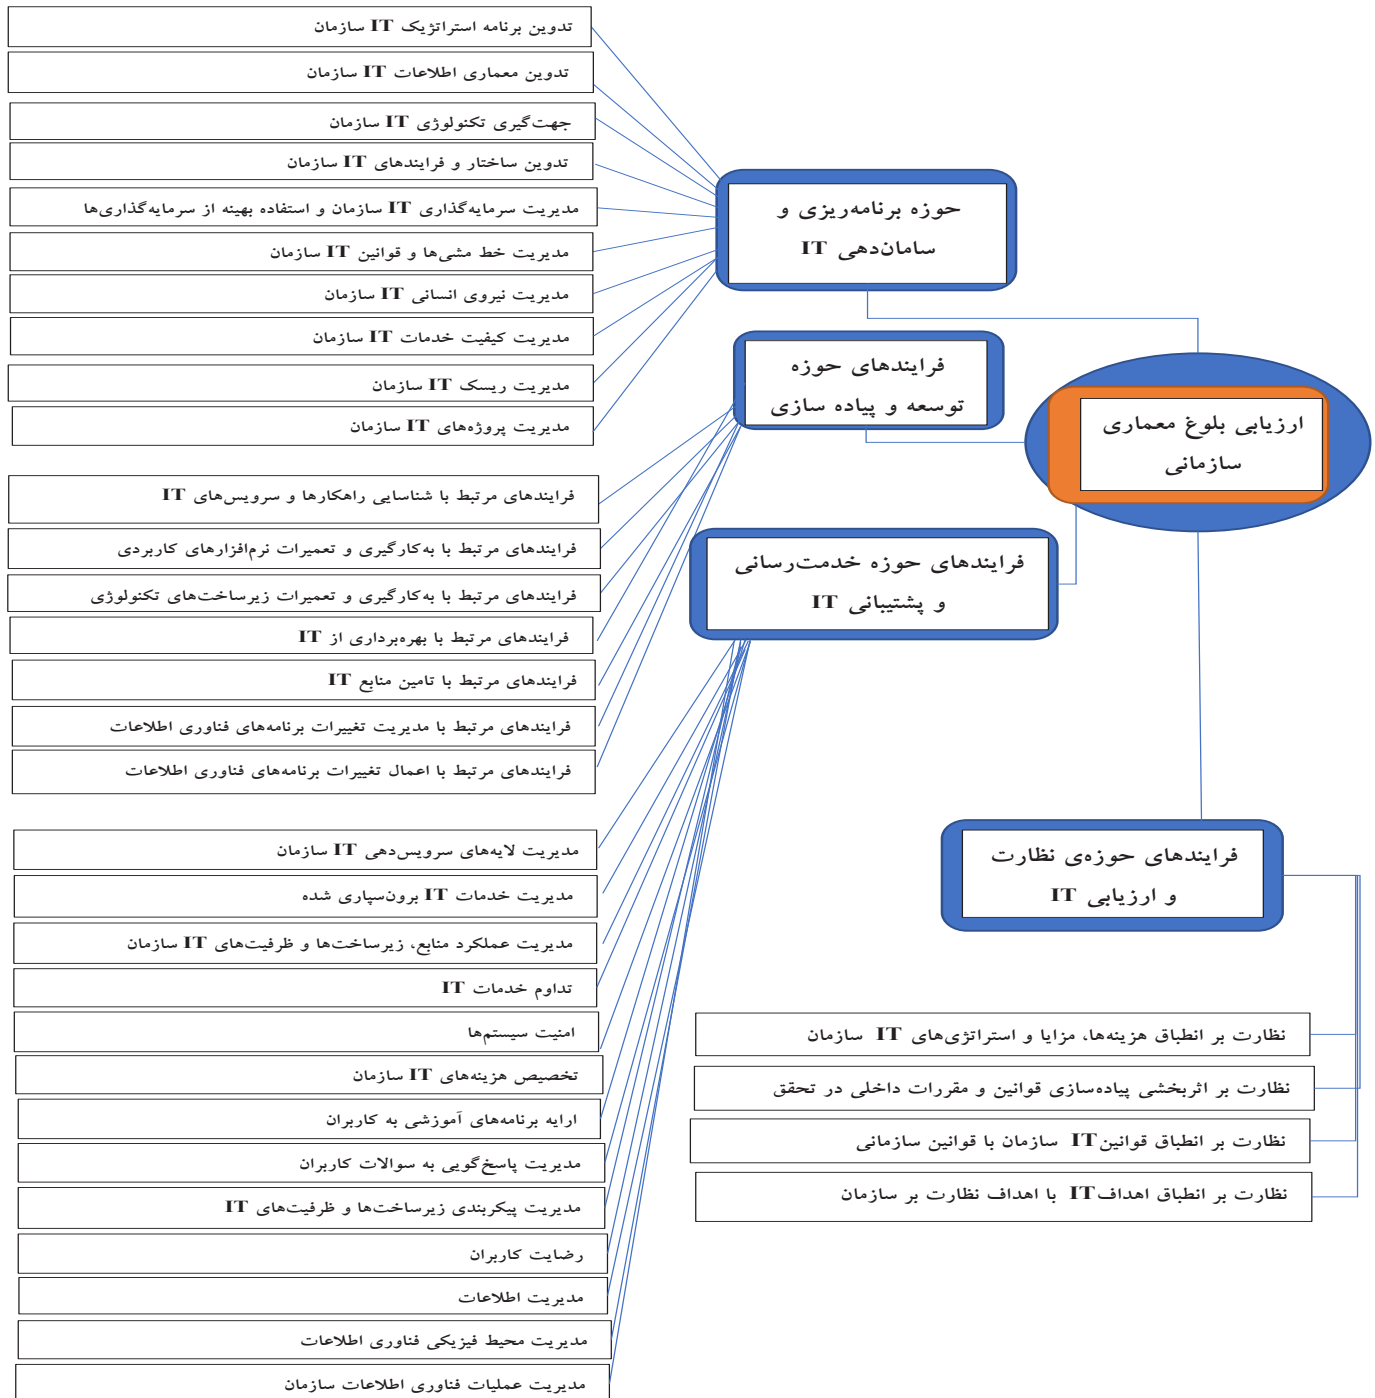 ارزیابی بلوغ معماری
سازمانی
حوزه برنامه‌ریزی و
سامان‌دهی IT
تدوین برنامه استراتژیک IT سازمان
تدوین معماری اطلاعات IT سازمان
جهت‌گیری تکنولوژی IT سازمان
تدوین ساختار و فرایندهای IT سازمان
مدیریت سرمایه‌گذاری IT سازمان و استفاده بهینه از سرمایه‌گذاری‌ها
مدیریت خط مشی‌ها و قوانین IT سازمان
مدیریت نیروی انسانی IT سازمان
مدیریت کیفیت خدمات IT سازمان
مدیریت ریسک IT سازمان
مدیریت پروژه‌های IT سازمان
فرایندهای حوزه
توسعه و پیاده سازی
فرایندهای مرتبط با شناسایی راهکارها و سرویس‌های IT
فرایندهای مرتبط با به‌کارگیری و تعمیرات نرم‌افزارهای کاربردی
فرایندهای مرتبط با به‌کارگیری و تعمیرات زیرساخت‌های تکنولوژی
فرایندهای مرتبط با بهره‌برداری از IT
فرایندهای مرتبط با تامین منابع IT
فرایندهای مرتبط با مدیریت تغییرات برنامه‌های فناوری اطلاعات
فرایندهای مرتبط با اعمال تغییرات برنامه‌های فناوری اطلاعات
فرایندهای حوزه خدمت‌رسانی
و پشتیبانی IT
مدیریت لایه‌های سرویس‌دهی IT سازمان
مدیریت خدمات IT برون‌سپاری شده
مدیریت عملکرد منابع، زیرساخت‌ها و ظرفیت‌های IT سازمان
تداوم خدمات IT
امنیت سیستم‌ها
تخصیص هزینه‌های IT سازمان
ارایه برنامه‌های آموزشی به کاربران
مدیریت پاسخ‌گویی به سوالات کاربران
مدیریت پیکربندی زیرساخت‌ها و ظرفیت‌های IT
رضایت کاربران
مدیریت اطلاعات
مدیریت محیط فیزیکی فناوری اطلاعات
مدیریت عملیات فناوری اطلاعات سازمان
فرایندهای حوزه‌ی نظارت
و ارزیابی IT
نظارت بر انطباق هزینه‌ها، مزایا و استراتژی‌های IT سازمان
نظارت بر اثربخشی پیاده‌سازی قوانین و مقررات داخلی در تحقق
نظارت بر انطباق قوانین IT سازمان با قوانین سازمانی
نظارت بر انطباق اهداف IT با اهداف نظارت بر سازمان